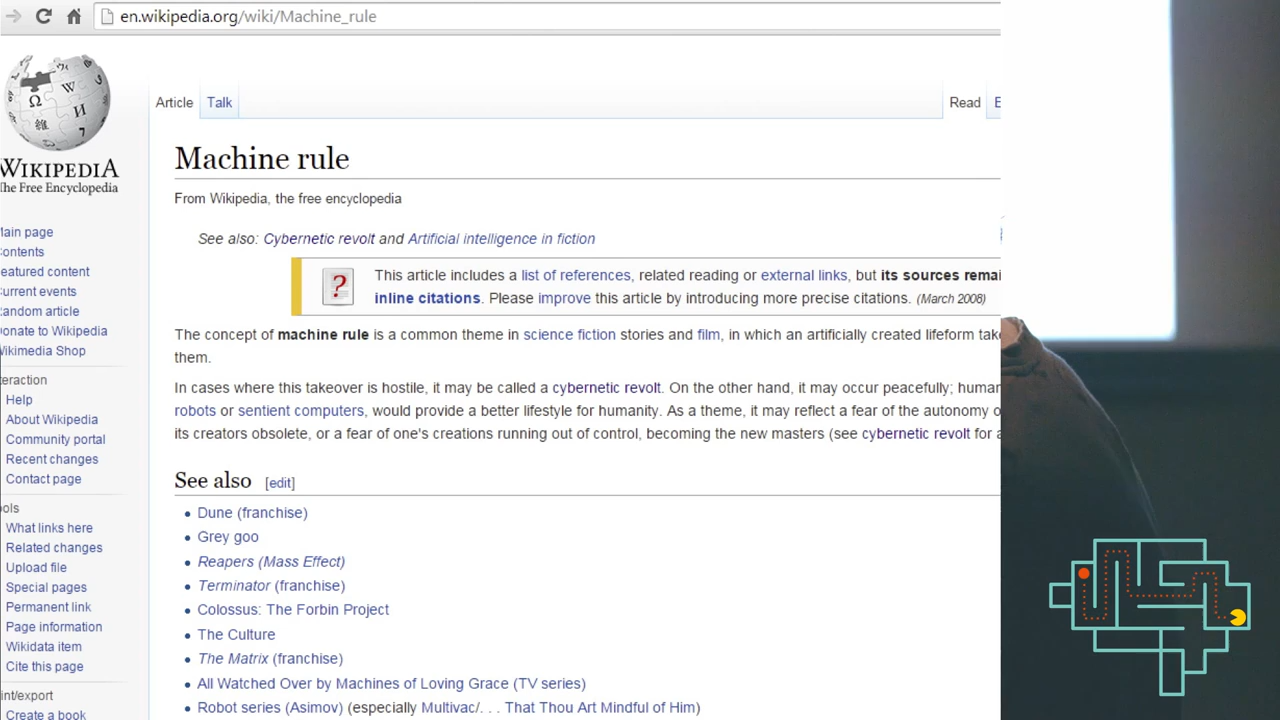 en.wikipedia.org/wiki/Machine_rule
WIKIPEDIA
The Free Encyclopedia
Article Talk Read
Machine rule
From Wikipedia, the free encyclopedia
See also: Cybernetic revolt and Artificial intelligence in fiction
This article includes a list of references, related reading or external links, but its sources remai
inline citations. Please improve this article by introducing more precise citations. (March 2008)
The concept of machine rule is a common theme in science fiction stories and film, in which an artificially created lifeform tak
them.
In cases where this takeover is hostile, it may be called a cybernetic revolt. On the other hand, it may occur peacefully; human
robots or sentient computers, would provide a better lifestyle for humanity. As a theme, it may reflect a fear of the autonomy o
its creators obsolete, or a fear of one's creations running out of control, becoming the new masters (see cybernetic revolt for a
See also [edit]
Dune (franchise)
Grey goo
Reapers (Mass Effect)
Terminator (franchise)
Colossus: The Forbin Project
The Culture
The Matrix (franchise)
All Watched Over by Machines of Loving Grace (TV series)
Robot series (Asimov) (especially Multivac/. . . That Thou Art Mindful of Him)
ain page
ontents
eatured content
urrent events
andom article
onate to Wikipedia
ikimedia Shop
teraction
Help
About Wikipedia
Community portal
Recent changes
Contact page
ools
What links here
Related changes
Upload file
Special pages
Permanent link
Page information
Wikidata item
Cite this page
int/export
Create a book